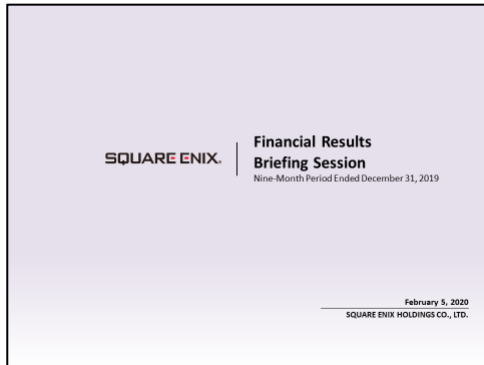 SQUARE ENIX.
Financial Results
Briefing Session
Nine-Month Period Ended December 31, 2019
February 5, 2020
SQUARE ENIX HOLDINGS CO., LTD.